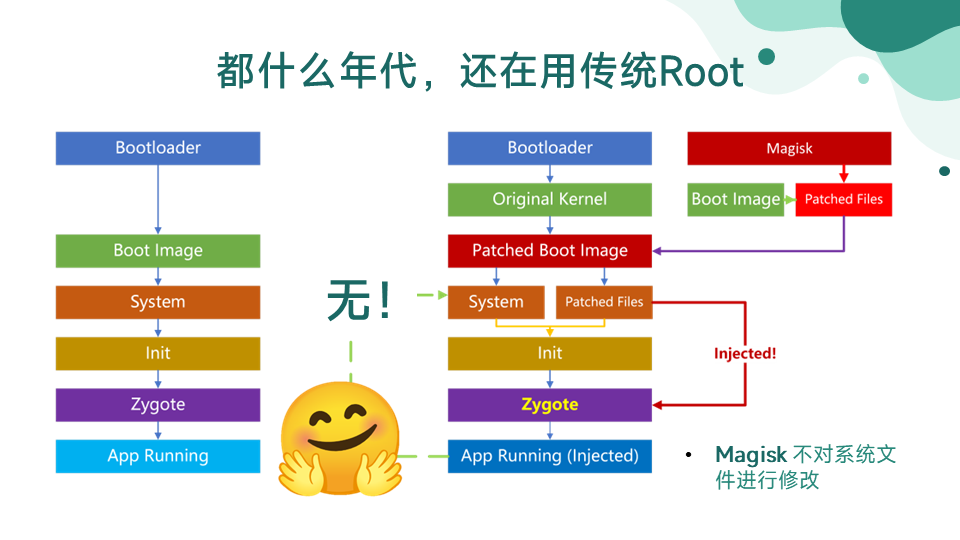 都什么年代，还在用传统Root
Bootloader
Boot Image
System
Init
Zygote
App Running
无！
Bootloader
Original Kernel
Patched Boot Image
System
Patched Files
Init
Zygote
App Running (Injected)
Magisk
Boot Image
Patched Files
Injected!
• Magisk 不对系统文
件进行修改